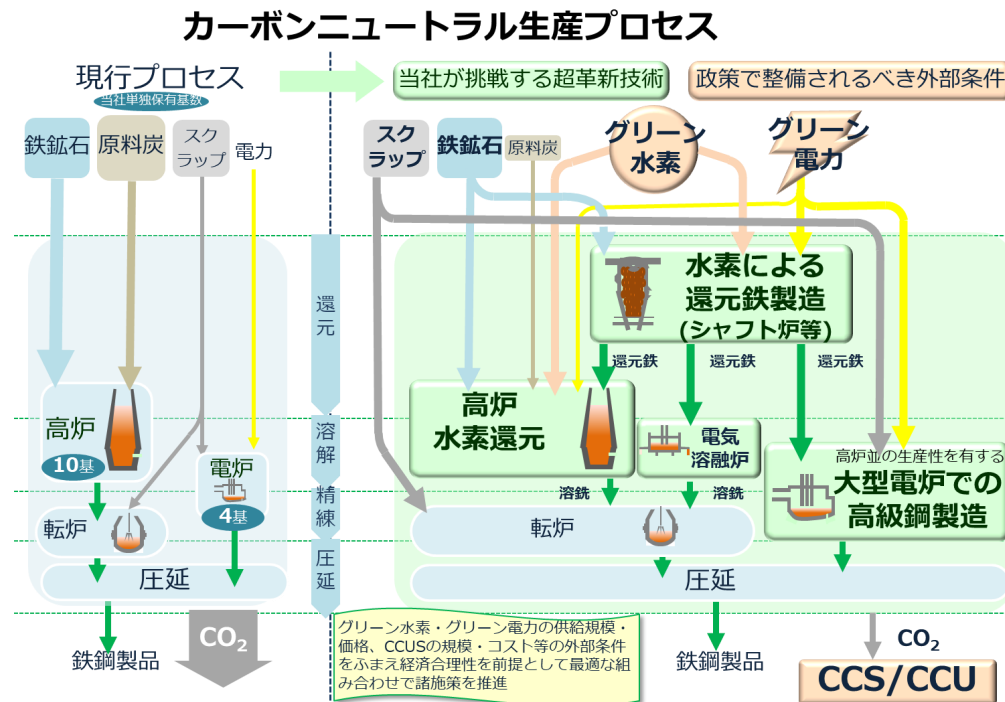 カーボンニュートラル生産プロセス
現行プロセス
当社単独保有基数
当社が挑戦する超革新技術
政策で整備されるべき外部条件
鉄鉱石
原料炭
スク
ラップ
電力
スク
ラップ
鉄鉱石
原料炭
グリーン
水素
グリーン
電力
還元
溶解
精練
圧延
高炉
10基
電炉
4基
転炉
圧延
鉄鋼製品
CO₂
水素による
還元鉄製造
(シャフト炉等)
還元鉄
還元鉄
還元鉄
高炉
水素還元
電気
溶融炉
高炉並の生産性を有する
大型電炉での
高級鋼製造
溶銑
溶銑
転炉
圧延
グリーン水素・グリーン電力の供給規模・
価格、CCUSの規模・コスト等の外部条件
をふまえ経済合理性を前提として最適な組
み合わせで諸施策を推進
鉄鋼製品
CO₂
CCS/CCU